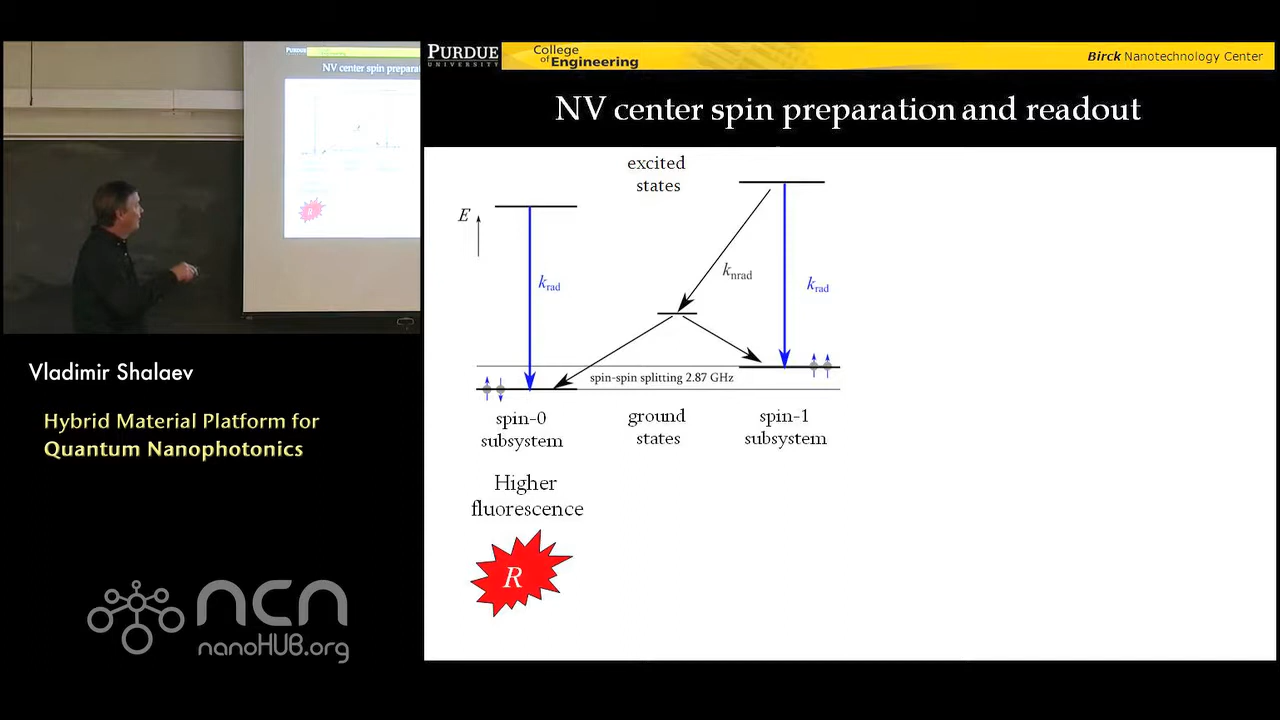 PURDUE
UNIVERSITY
College
of Engineering
Birck Nanotechnology Center
NV center spin preparation and readout
excited
states
E
k_rad
k_nrad
k_rad
spin-spin splitting 2.87 GHz
spin-0
subsystem
ground
states
spin-1
subsystem
Higher
fluorescence
R
PURDUE
NV center spin prepara
R
Vladimir Shalaev
Hybrid Material Platform for
Quantum Nanophotonics
ncn
nanoHUB.org